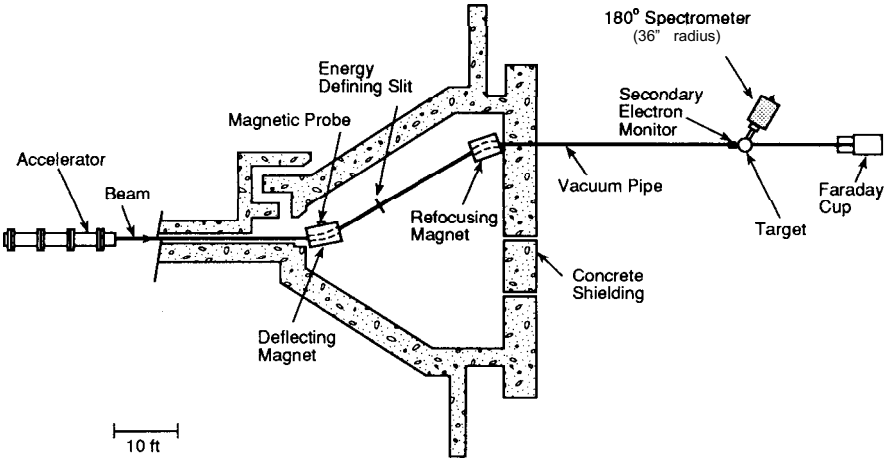 180° Spectrometer
(36" radius)
Energy
Defining Slit
Secondary
Electron
Monitor
Magnetic Probe
Accelerator
Beam
Vacuum Pipe
Faraday
Cup
Refocusing
Magnet
Target
Concrete
Shielding
Deflecting
Magnet
10 ft